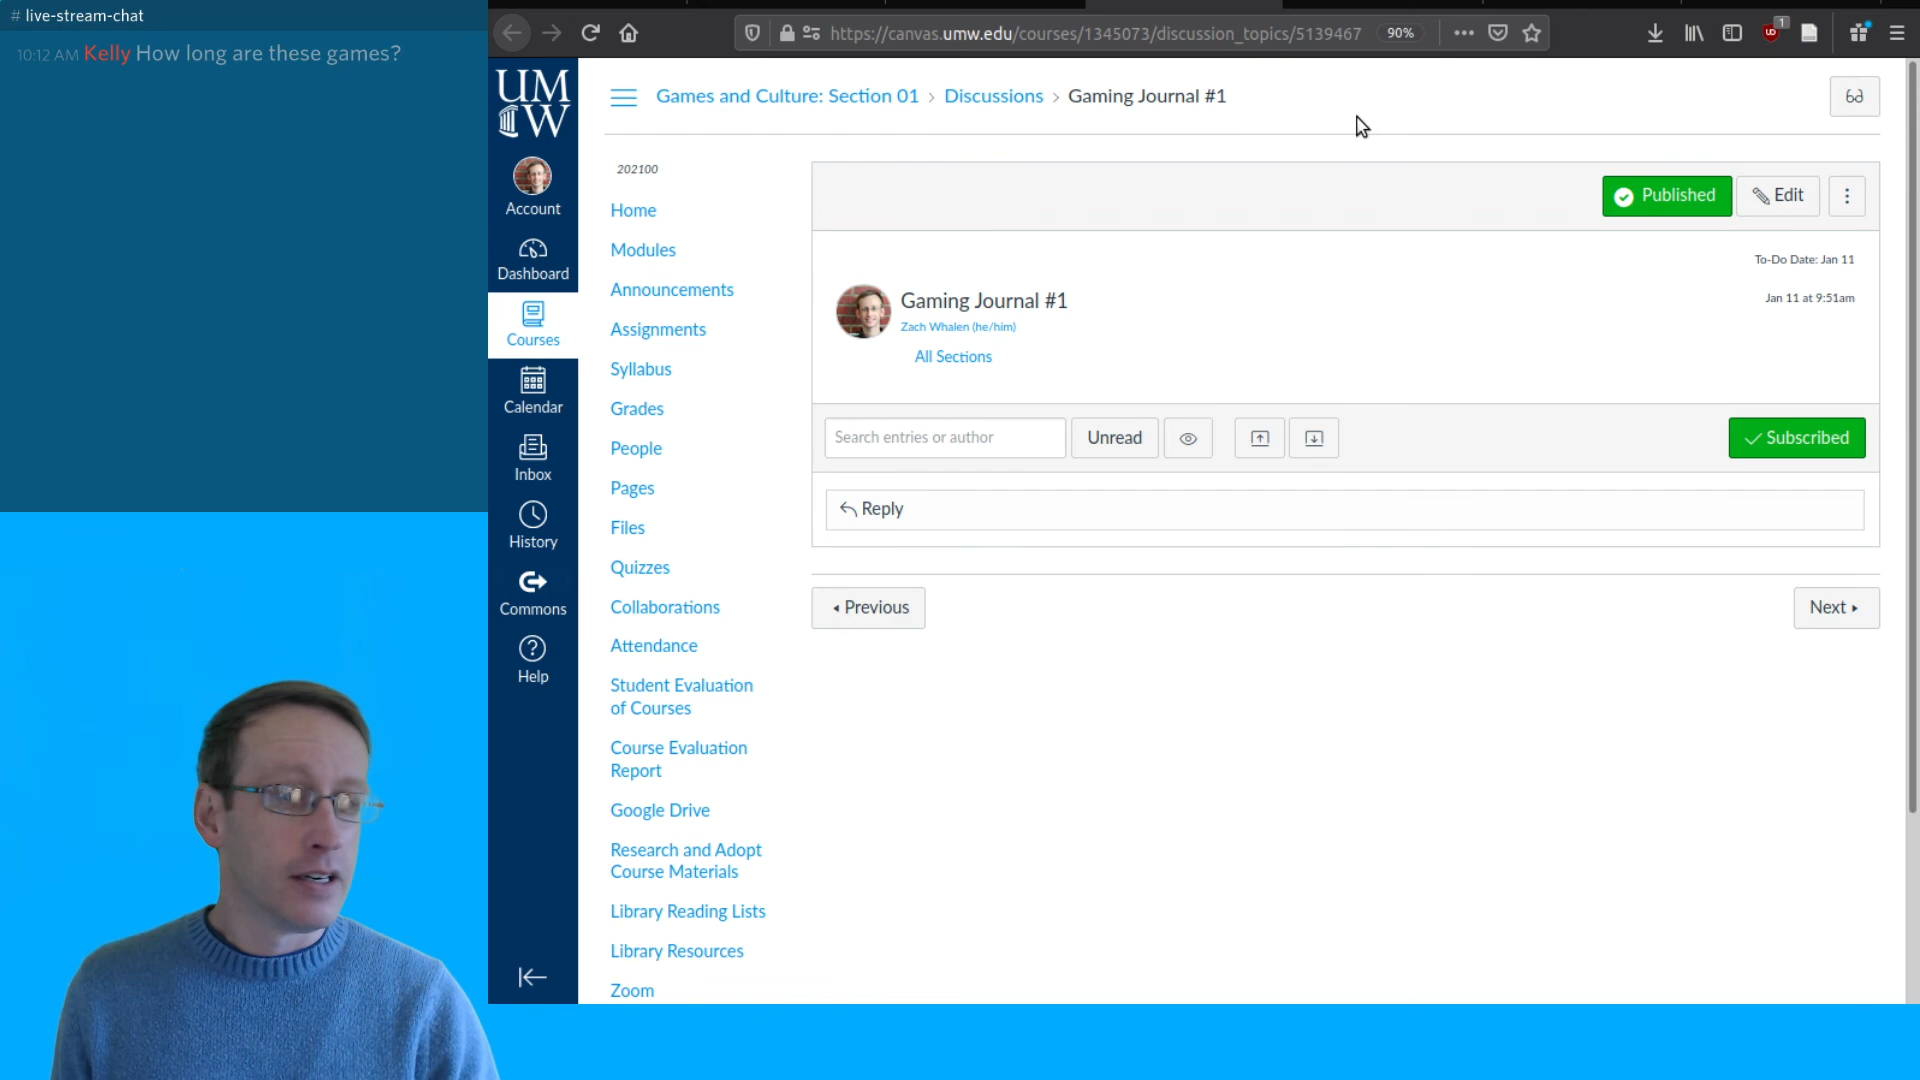 # live-stream-chat
10:12 AM Kelly How long are these games?
https://canvas.umw.edu/courses/1345073/discussion_topics/5139467
90%
1
UMW
Games and Culture: Section 01 › Discussions › Gaming Journal #1
Account
Dashboard
Courses
Calendar
Inbox
History
Commons
Help
202100
Home
Modules
Announcements
Assignments
Syllabus
Grades
People
Pages
Files
Quizzes
Collaborations
Attendance
Student Evaluation
of Courses
Course Evaluation
Report
Google Drive
Research and Adopt
Course Materials
Library Reading Lists
Library Resources
Zoom
Published
Edit
To-Do Date: Jan 11
Jan 11 at 9:51am
Gaming Journal #1
Zach Whalen (he/him)
All Sections
Search entries or author
Unread
Subscribed
Reply
Previous
Next